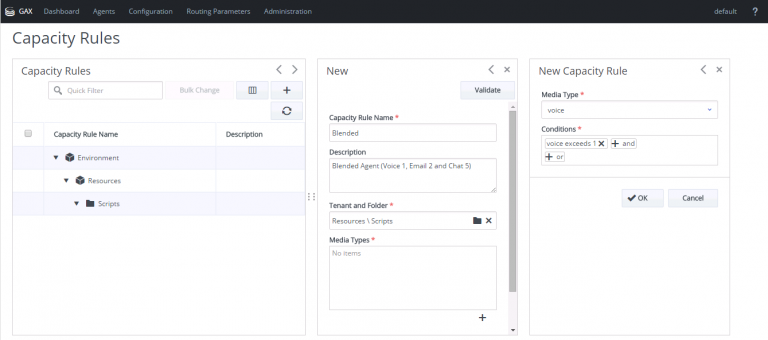 GAX Dashboard Agents Configuration Routing Parameters Administration default ?
Capacity Rules
Capacity Rules
Quick Filter
Bulk Change
Capacity Rule Name Description
Environment
Resources
Scripts
New
Validate
Capacity Rule Name *
Blended
Description
Blended Agent (Voice 1, Email 2 and Chat 5)
Tenant and Folder *
Resources \ Scripts
Media Types *
No items
New Capacity Rule
Media Type *
voice
Conditions *
voice exceeds 1 and
or
OK Cancel